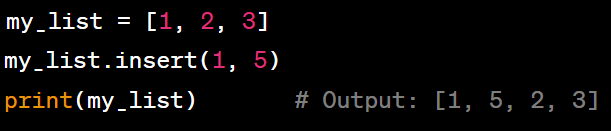 my_list = [1, 2, 3]
my_list.insert(1, 5)
print(my_list)       # Output: [1, 5, 2, 3]